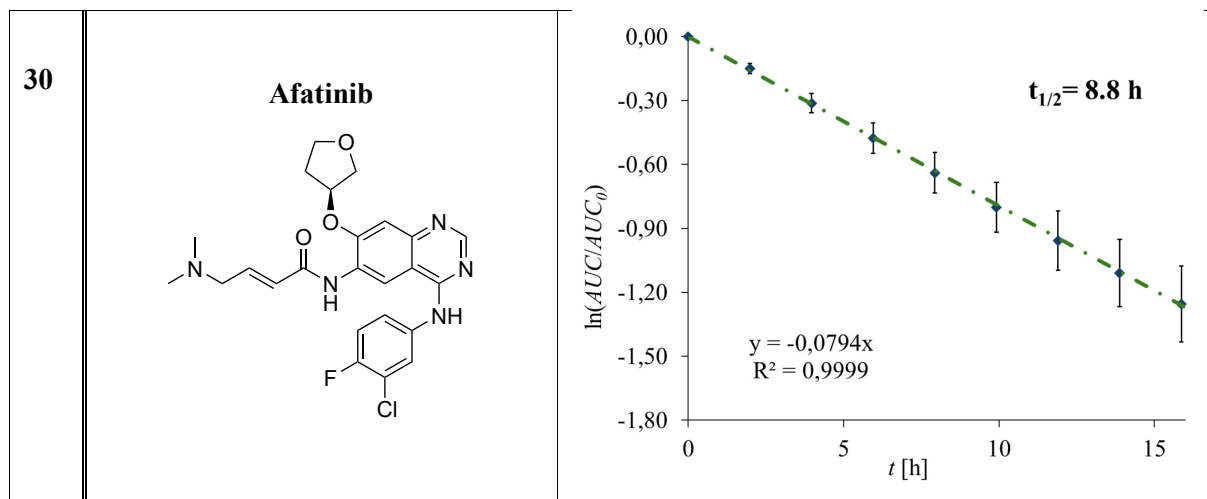 30
Afatinib
O
O
N
O
N
N
N
H
NH
F
Cl
0,00
-0,30
-0,60
-0,90
-1,20
-1,50
-1,80
ln(AUC/AUC₀)
t₁/₂= 8.8 h
y = -0,0794x
R² = 0,9999
0
5
10
15
t [h]